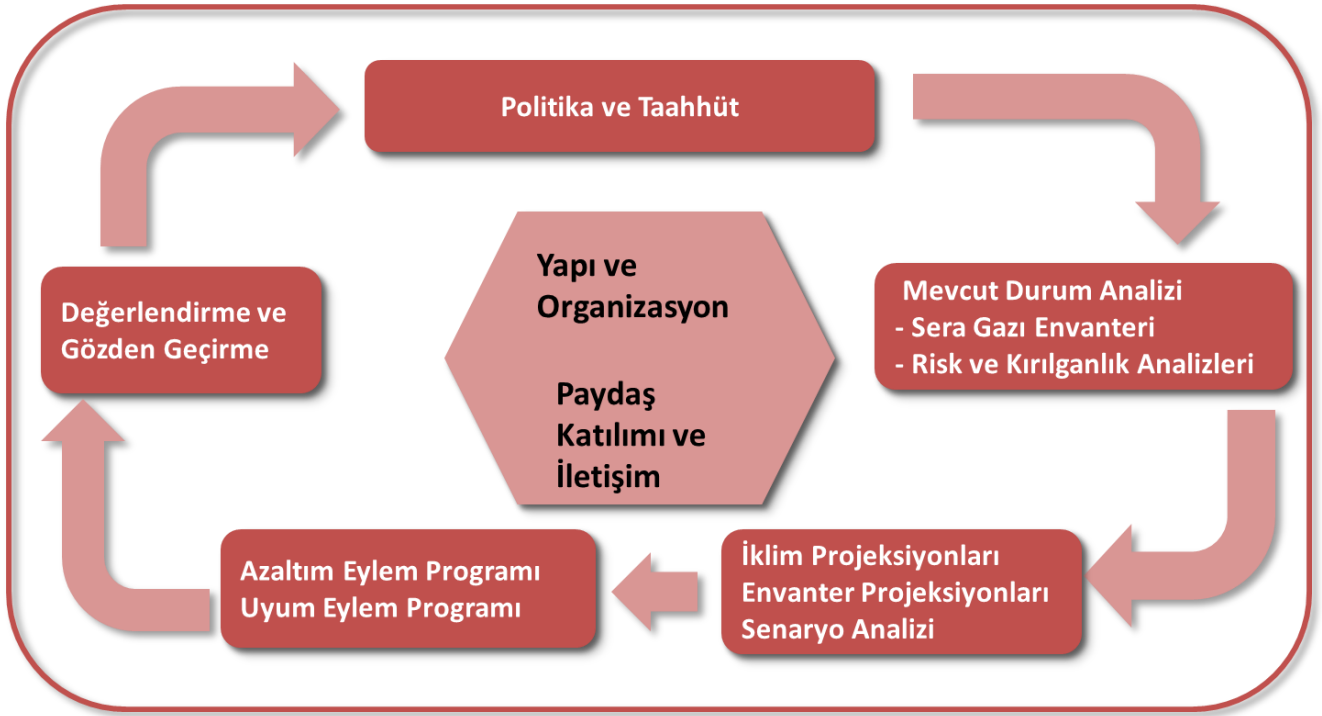 Politika ve Taahhüt
Mevcut Durum Analizi
- Sera Gazı Envanteri
- Risk ve Kırılganlık Analizleri
İklim Projeksiyonları
Envanter Projeksiyonları
Senaryo Analizi
Azaltım Eylem Programı
Uyum Eylem Programı
Değerlendirme ve
Gözden Geçirme
Yapı ve
Organizasyon
Paydaş
Katılımı ve
İletişim